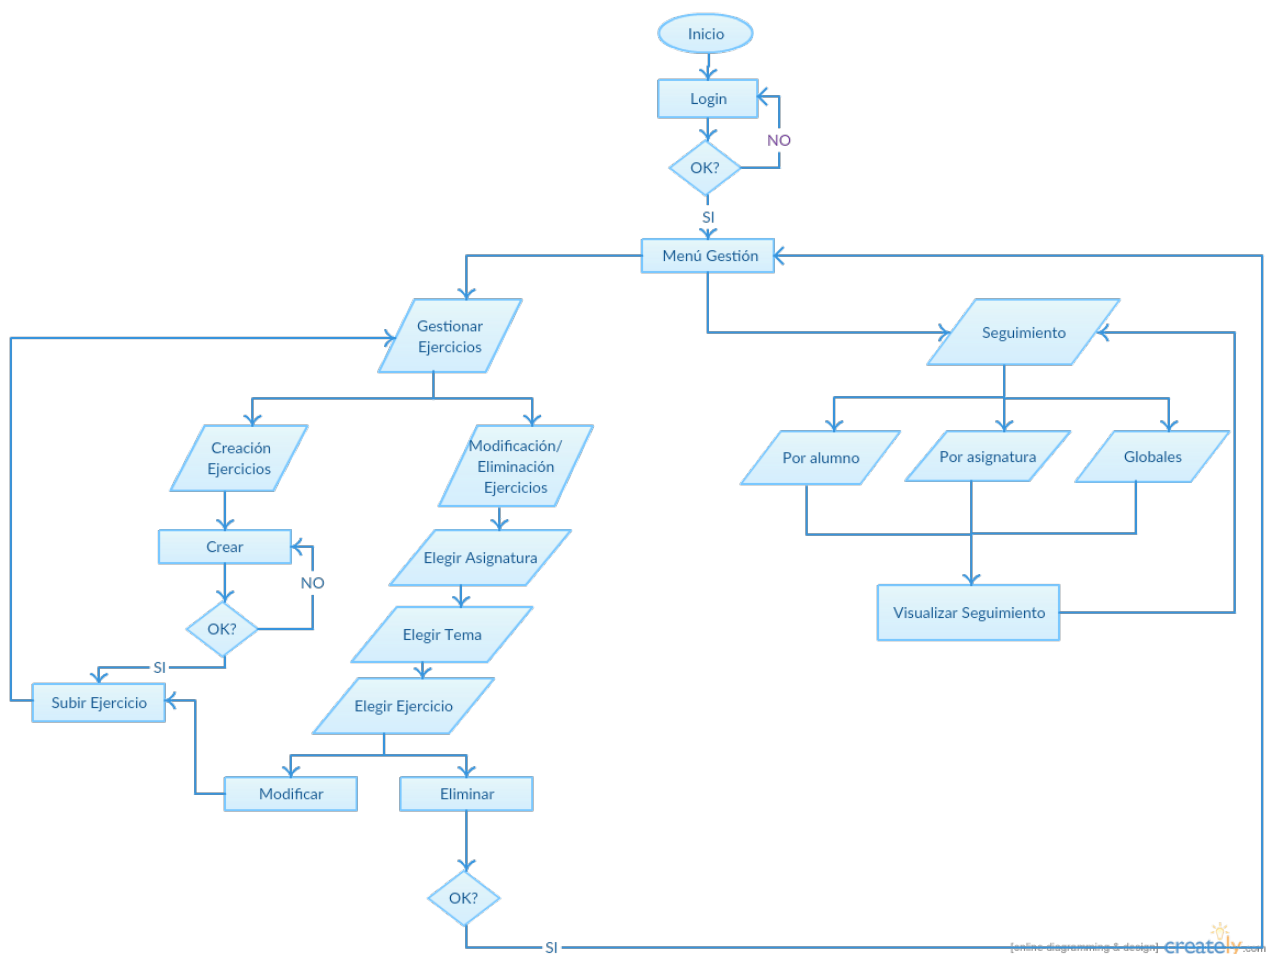 Inicio
Login
NO
OK?
SI
Menú Gestión
Gestionar
Ejercicios
Seguimiento
Creación
Ejercicios
Modificación/
Eliminación
Ejercicios
Por alumno
Por asignatura
Globales
Crear
Elegir Asignatura
NO
OK?
Elegir Tema
Visualizar Seguimiento
SI
Subir Ejercicio
Elegir Ejercicio
Modificar
Eliminar
OK?
SI
[online diagramming & design] creately.com